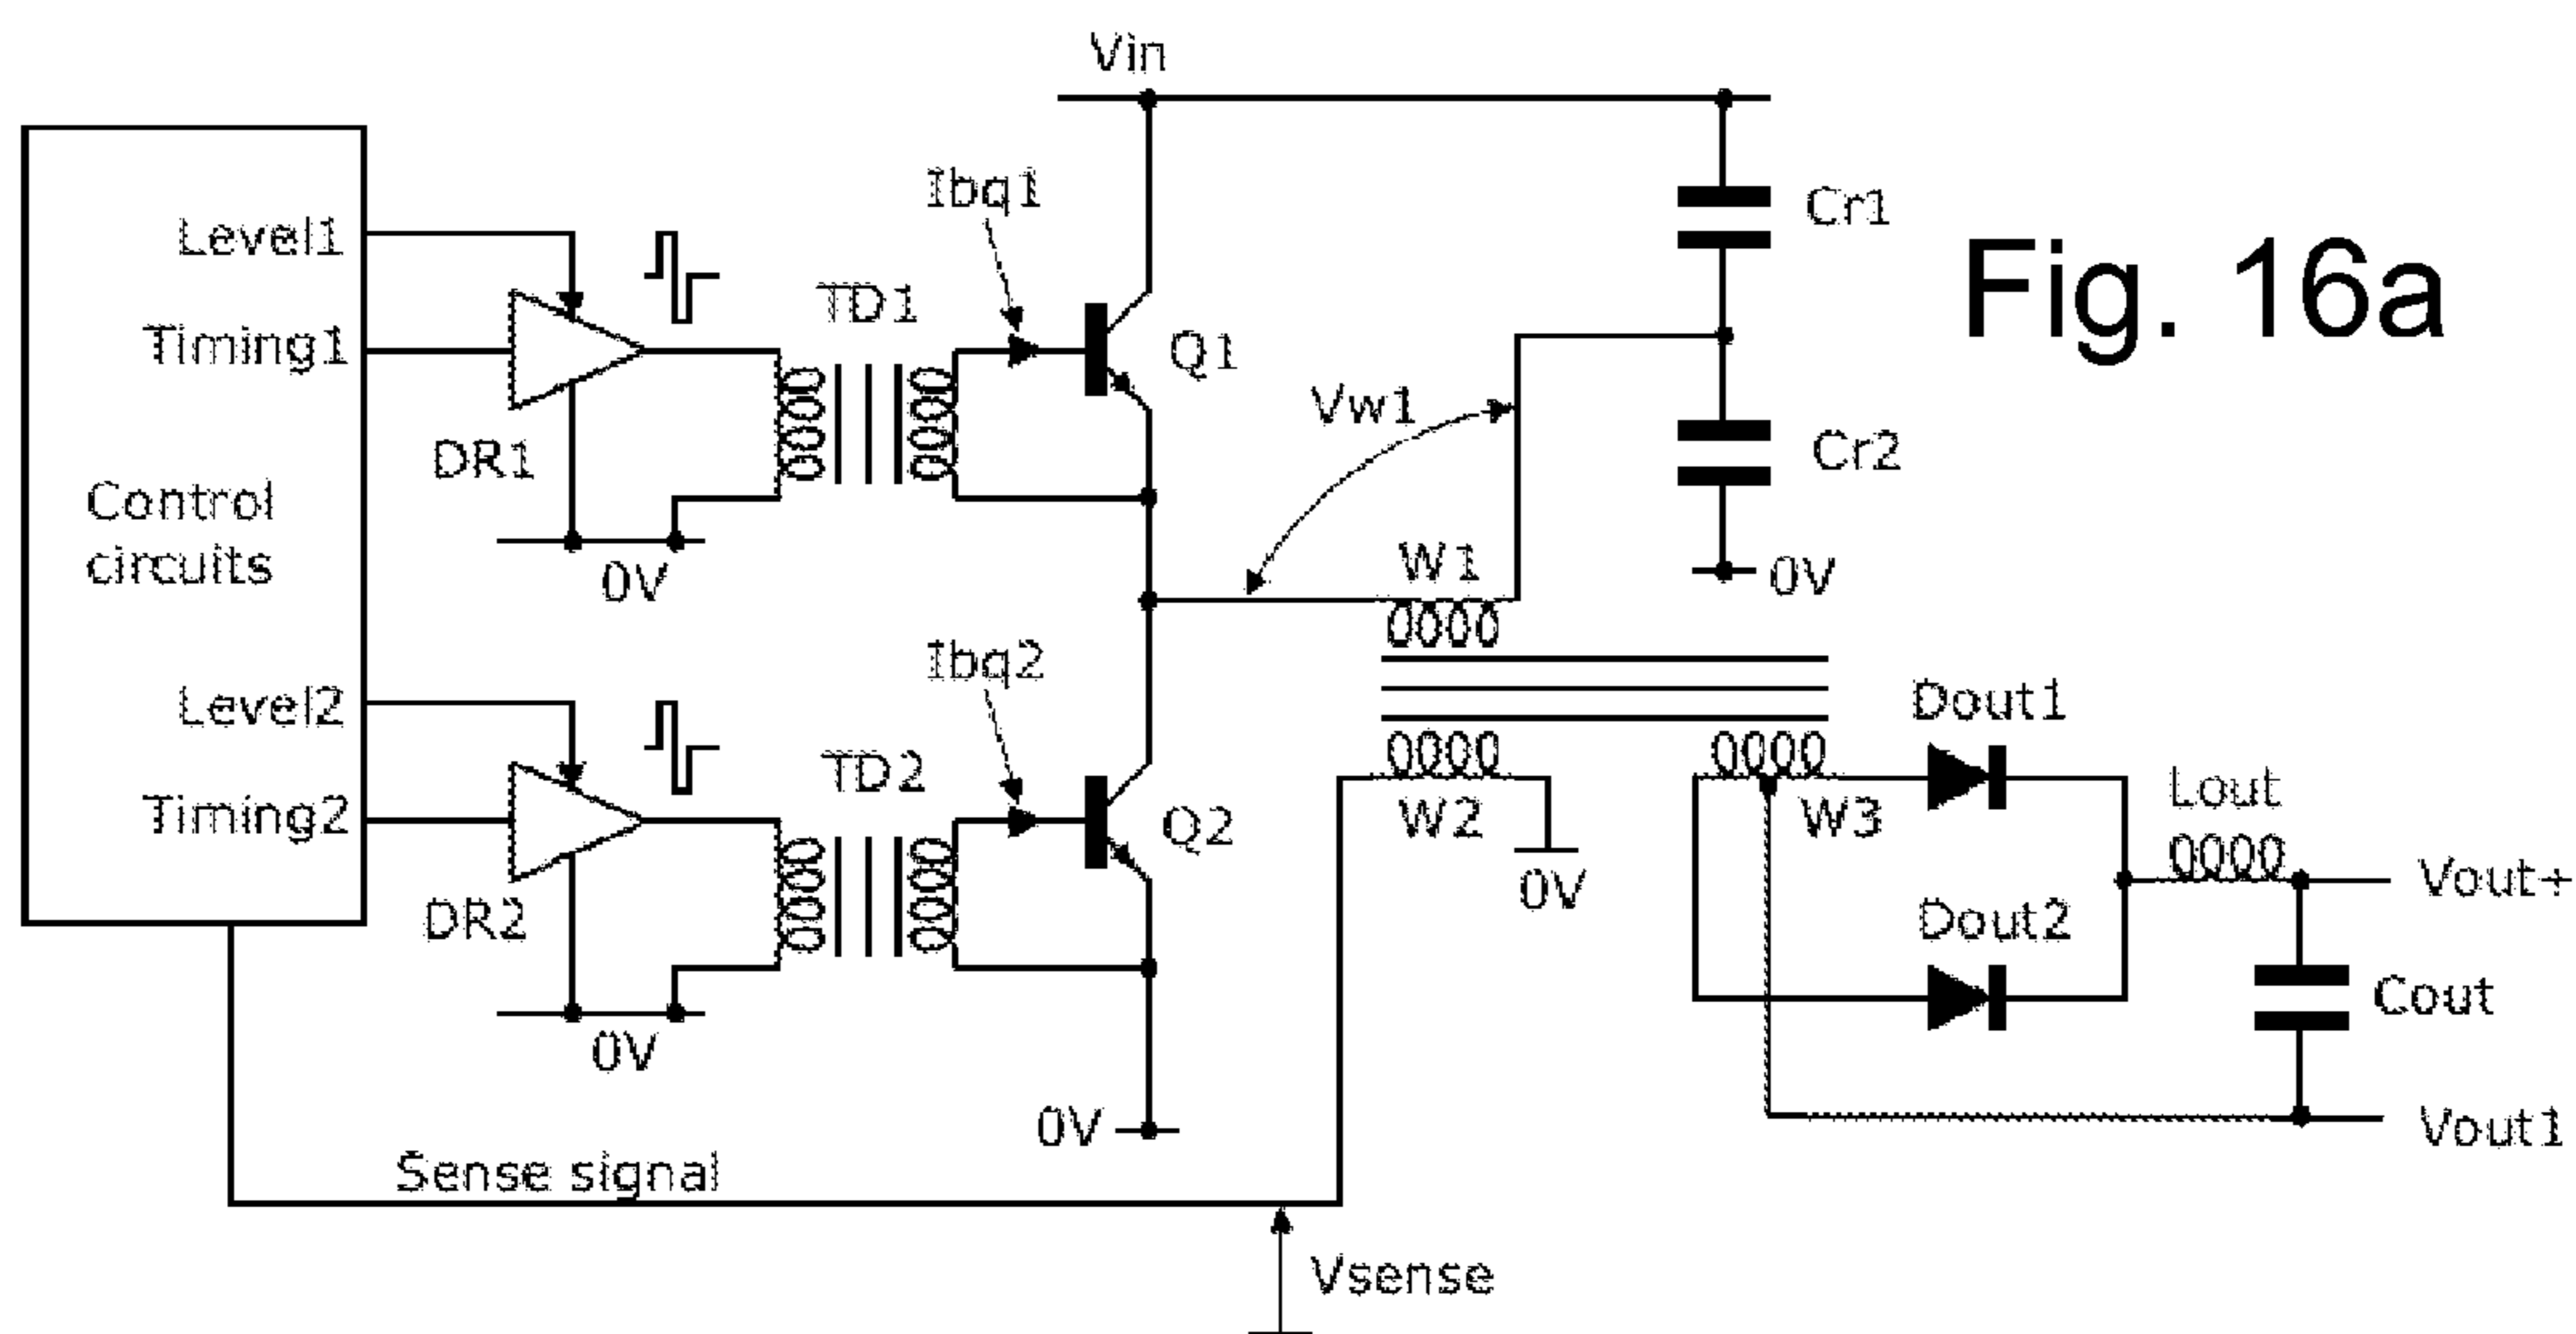 Vin
Level1
Timing1
DR1
Control
circuits
Level2
Timing2
DR2
0V
0V
TD1
TD2
Ibq1
Ibq2
Q1
Q2
0V
Vw1
W1
Cr1
Cr2
0V
Fig. 16a
W2
0V
W3
Dout1
Dout2
Lout
Cout
Vout+
Vout1
Sense signal
Vsense